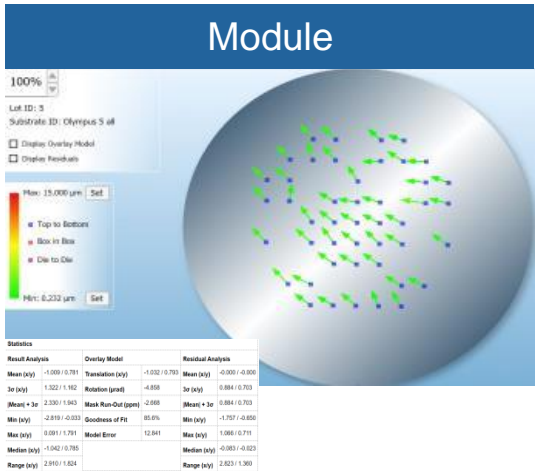 Module
100%
Lot ID: 5
Substrate ID: Olympus 5 all
Display Overlay Model
Display Residuals
Max: 15.000 μm Set
Top to Bottom
Box in Box
Die to Die
Min: 0.232 μm Set
Statistics
Result Analysis Overlay Model Residual Analysis
Mean (x/y) -1.009 / 0.781 Translation (x/y) -1.032 / 0.793 Mean (x/y) -0.000 / -0.000
3σ (x/y) 1.322 / 1.162 Rotation (μrad) -4.858 3σ (x/y) 0.884 / 0.703
|Mean| + 3σ 2.330 / 1.943 Mask Run-Out (ppm) -2.668 |Mean| + 3σ 0.884 / 0.703
Min (x/y) -2.819 / -0.033 Goodness of Fit 85.6% Min (x/y) -1.757 / -0.650
Max (x/y) 0.091 / 1.791 Model Error 12.841 Max (x/y) 1.066 / 0.711
Median (x/y) -1.042 / 0.785 Median (x/y) -0.083 / -0.023
Range (x/y) 2.910 / 1.824 Range (x/y) 2.823 / 1.360